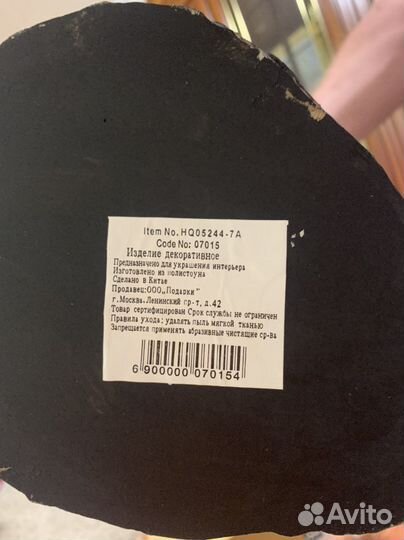 Item No. HQ05244-7A
Code No: 07015
Изделие декоративное
Предназначено для украшения интерьера
Изготовлено из полистоуна
Сделано в Китае
Продавец:ООО„Подарки"
г.Москва.Ленинский пр-т, д.42
Товар сертифицирован Срок службы не ограничен
Правила ухода: удалять пыль мягкой тканью
Запрещается применять абразивные чистящие ср-ва
6 900000 070154
Avito